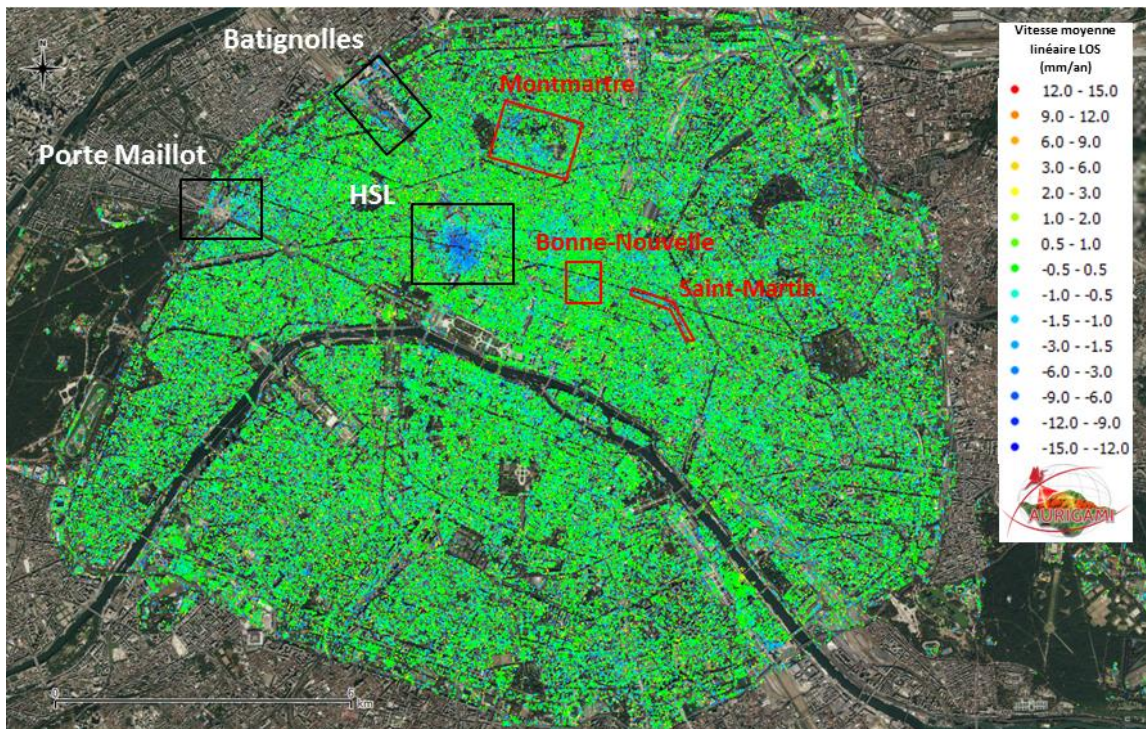 Batignolles
Montmartre
Porte Maillot
HSL
Bonne-Nouvelle
Saint-Martin
N
0 6
km
Vitesse moyenne
linéaire LOS
(mm/an)
12.0 - 15.0
9.0 - 12.0
6.0 - 9.0
3.0 - 6.0
2.0 - 3.0
1.0 - 2.0
0.5 - 1.0
-0.5 - 0.5
-1.0 - -0.5
-1.5 - -1.0
-3.0 - -1.5
-6.0 - -3.0
-9.0 - -6.0
-12.0 - -9.0
-15.0 - -12.0
AURIGAMI